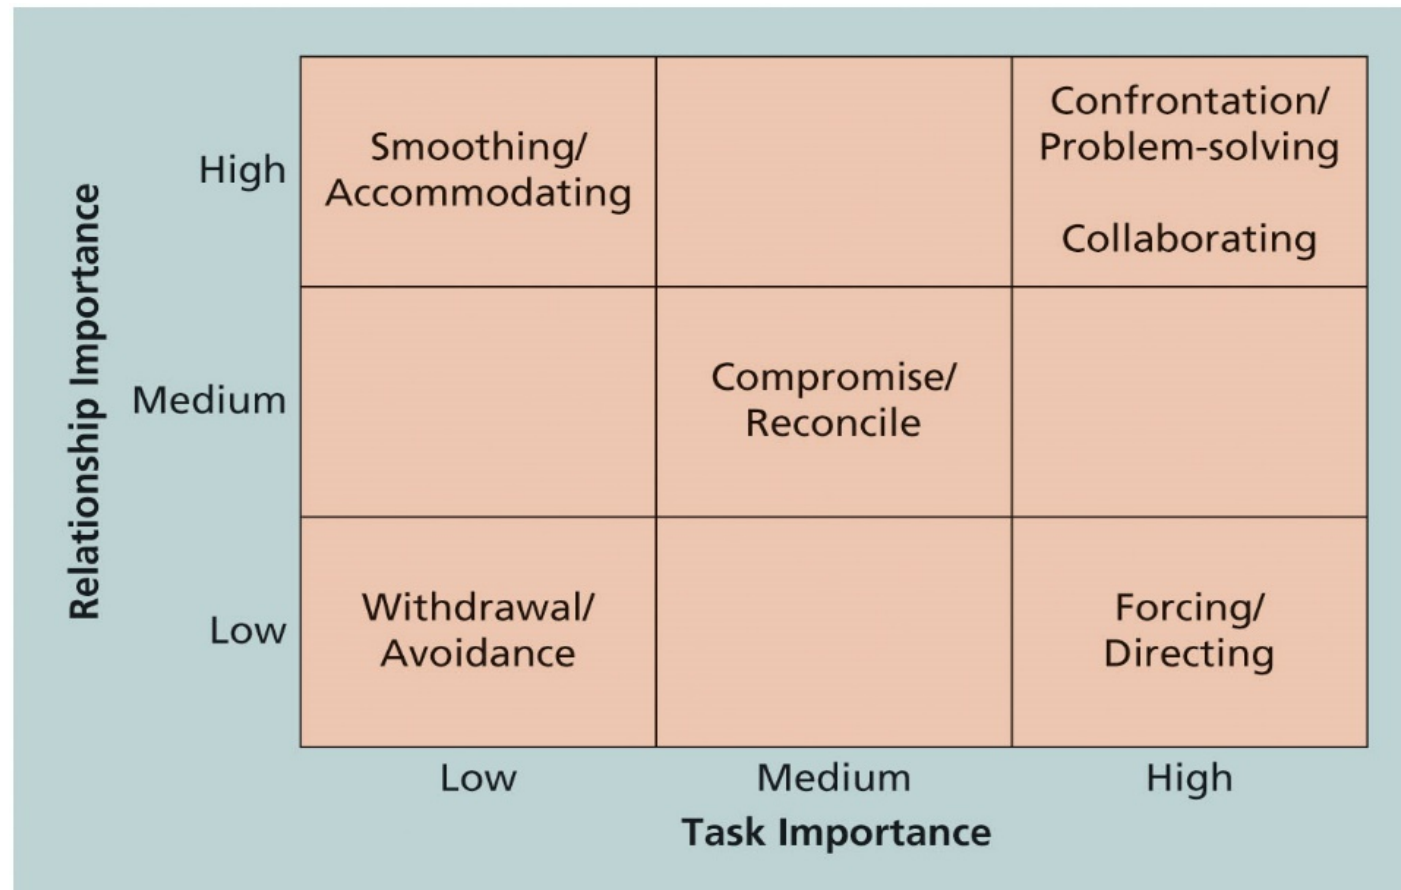 Relationship Importance
High
Smoothing/
Accommodating
Confrontation/
Problem-solving
Collaborating
Medium
Compromise/
Reconcile
Low
Withdrawal/
Avoidance
Forcing/
Directing
Low
Medium
High
Task Importance